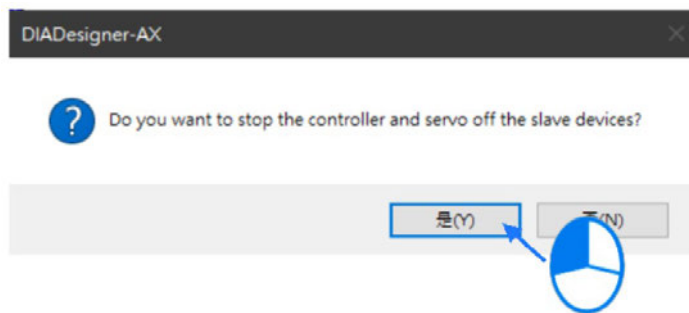 DIADesigner-AX
Do you want to stop the controller and servo off the slave devices?
是(Y)
(N)